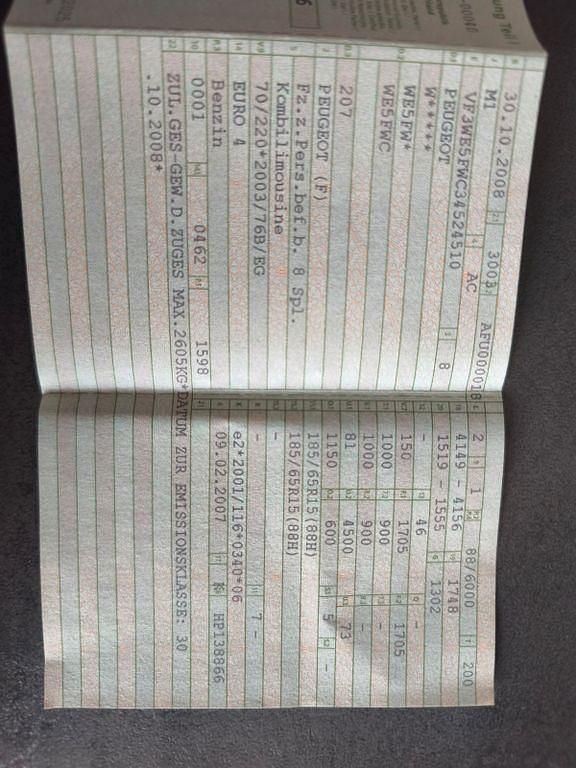 30.10.2008 3003 AFU000018
M1 AC
VF3WE5FWC34524510 8
PEUGEOT
W*****
WE5FW*
WE5FWC
207
PEUGEOT (F)
Fz.z.Pers.bef.b. 8 Spl.
Kombilimousine
70/220*2003/76B/EG
EURO 4
Benzin
0001 0462 1598
ZUL.GES-GEW.D.ZUGES MAX.2605KG*DATUM ZUR EMISSIONSKLASSE: 30
.10.2008*
2 1 88/6000 200
4149 - 4156 1748
1519 - 1555 1302
- 46 -
150 1705 1705
1000 900 -
1000 900 -
81 4500 73
1150 600 5 -
185/65R15(88H)
185/65R15(88H)
-
- 7 -
e2*2001/116*0340*06
09.02.2007 K HP138866